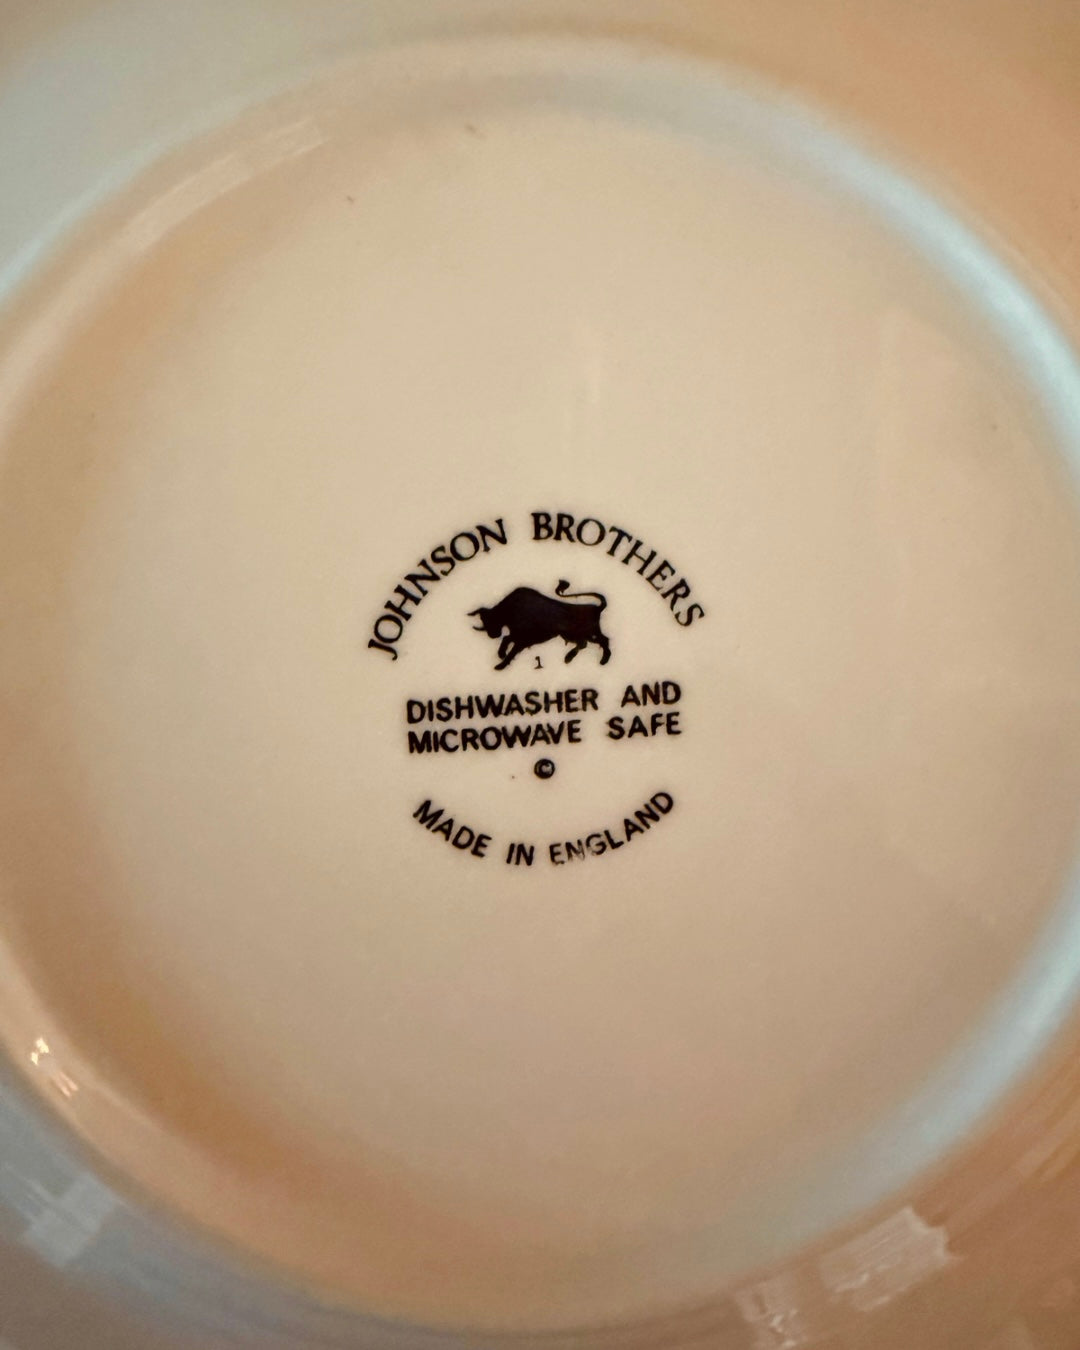 JOHNSON BROTHERS
1
DISHWASHER AND
MICROWAVE SAFE
©
MADE IN ENGLAND